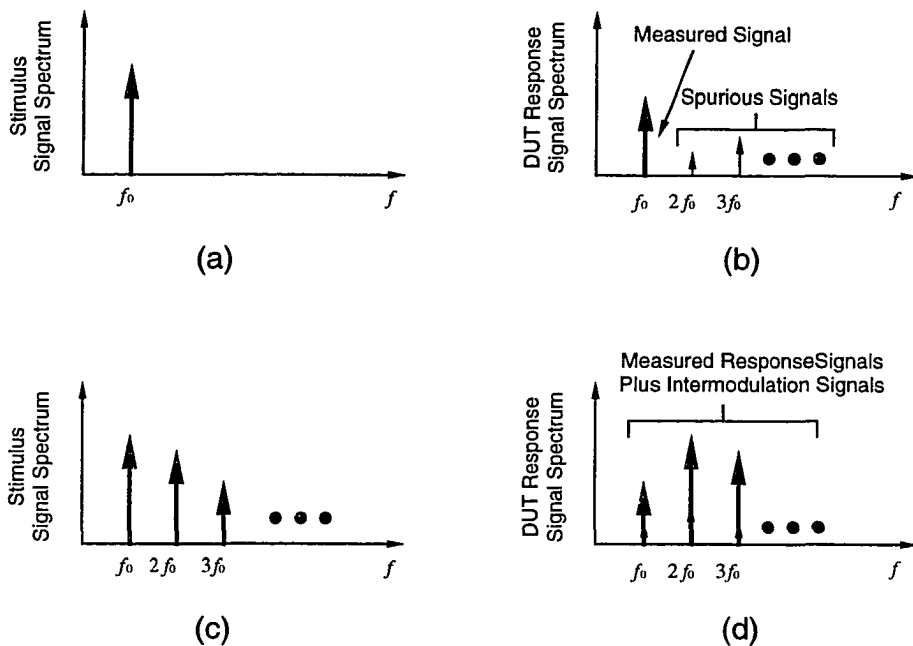 Stimulus
Signal Spectrum
f₀
f
(a)
DUT Response
Signal Spectrum
Measured Signal
Spurious Signals
f₀
2f₀
3f₀
f
(b)
Stimulus
Signal Spectrum
f₀
2f₀
3f₀
f
(c)
Measured ResponseSignals
Plus Intermodulation Signals
DUT Response
Signal Spectrum
f₀
2f₀
3f₀
f
(d)